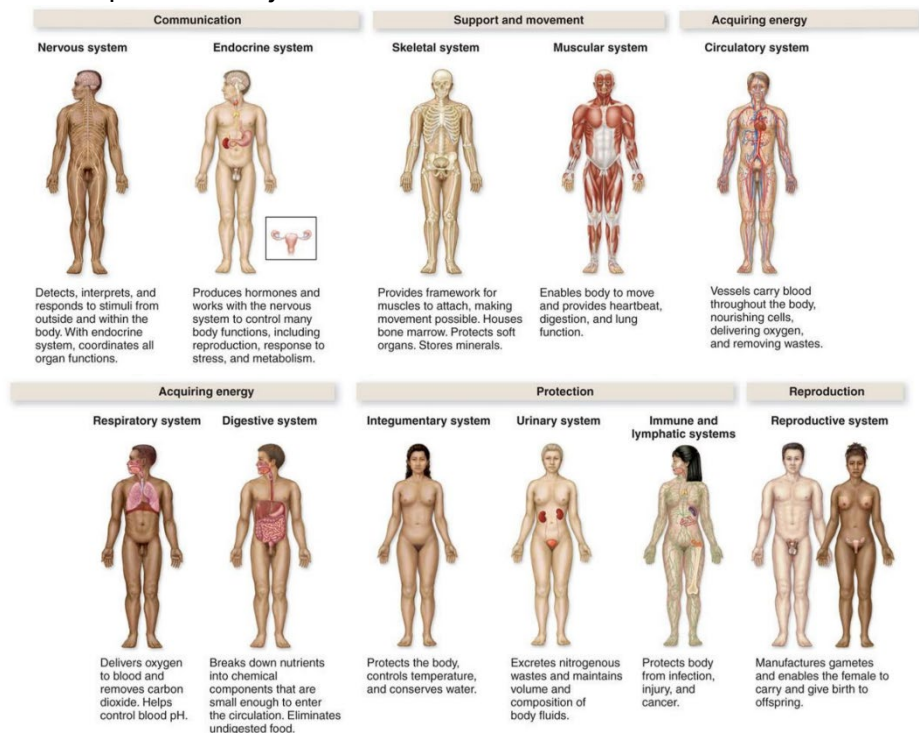 Communication
Support and movement
Acquiring energy
Nervous system
Endocrine system
Skeletal system
Muscular system
Circulatory system
Detects, interprets, and
responds to stimuli from
outside and within the
body. With endocrine
system, coordinates all
organ functions.
Produces hormones and
works with the nervous
system to control many
body functions, including
reproduction, response to
stress, and metabolism.
Provides framework for
muscles to attach, making
movement possible. Houses
bone marrow. Protects soft
organs. Stores minerals.
Enables body to move
and provides heartbeat,
digestion, and lung
function.
Vessels carry blood
throughout the body,
nourishing cells,
delivering oxygen,
and removing wastes.
Acquiring energy
Protection
Reproduction
Respiratory system
Digestive system
Integumentary system
Urinary system
Immune and
lymphatic systems
Reproductive system
Delivers oxygen
to blood and
removes carbon
dioxide. Helps
control blood pH.
Breaks down nutrients
into chemical
components that are
small enough to enter
the circulation. Eliminates
undigested food.
Protects the body,
controls temperature,
and conserves water.
Excretes nitrogenous
wastes and maintains
volume and
composition of
body fluids.
Protects body
from infection,
injury, and
cancer.
Manufactures gametes
and enables the female to
carry and give birth to
offspring.